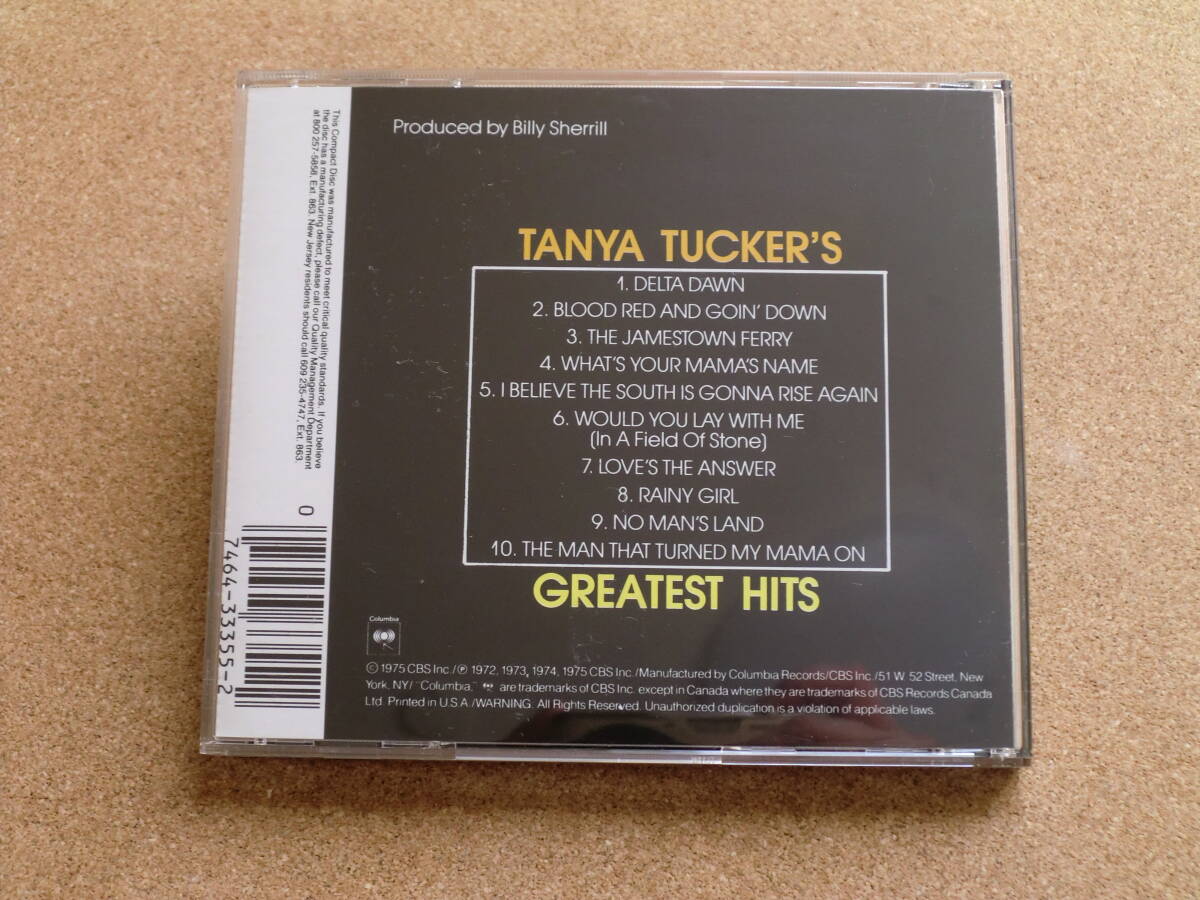 Produced by Billy Sherrill
TANYA TUCKER'S
1. DELTA DAWN
2. BLOOD RED AND GOIN' DOWN
3. THE JAMESTOWN FERRY
4. WHAT'S YOUR MAMA'S NAME
5. I BELIEVE THE SOUTH IS GONNA RISE AGAIN
6. WOULD YOU LAY WITH ME
(In A Field Of Stone)
7. LOVE'S THE ANSWER
8. RAINY GIRL
9. NO MAN'S LAND
10. THE MAN THAT TURNED MY MAMA ON
GREATEST HITS
Columbia
© 1975 CBS Inc./℗ 1972, 1973, 1974, 1975 CBS Inc./Manufactured by Columbia Records/CBS Inc./51 W. 52 Street, New
York, NY/"Columbia," are trademarks of CBS Inc. except in Canada where they are trademarks of CBS Records Canada
Ltd. Printed in U.S.A./WARNING: All Rights Reserved. Unauthorized duplication is a violation of applicable laws.
This Compact Disc was manufactured to meet critical quality standards. If you believe
the disc has a manufacturing defect, please call our Quality Management Department
at 800 257-5858, Ext. 863. New Jersey residents should call 609 235-4747, Ext. 863.
0
7464-33355-2